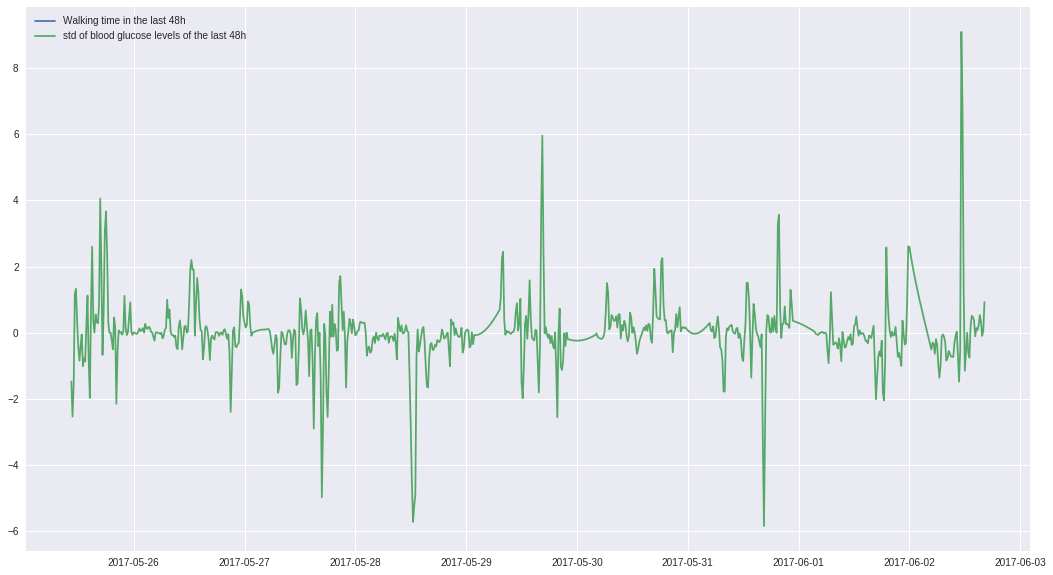 Walking time in the last 48h
std of blood glucose levels of the last 48h
8
6
4
2
0
−2
−4
−6
2017-05-26 2017-05-27 2017-05-28 2017-05-29 2017-05-30 2017-05-31 2017-06-01 2017-06-02 2017-06-03